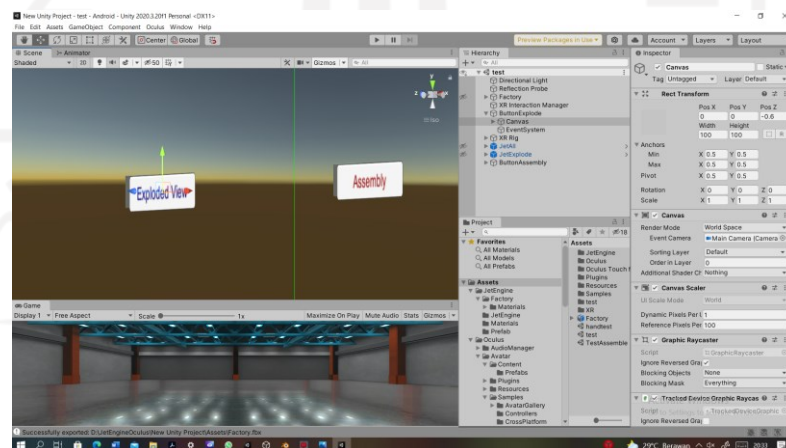 New Unity Project - test - Android - Unity 2020.3.20f1 Personal <DX11>
File Edit Assets GameObject Component Oculus Window Help
Center Global
Preview Packages in Use
Account Layers Layout
Scene Animator
Shaded 2D 50 Gizmos All
y
z
Iso
Exploded View
Assembly
Game
Display 1 Free Aspect Scale 1x Maximize On Play Mute Audio Stats Gizmos
Successfully exported: D:\JetEngineOculus\New Unity Project\Assets\Factory.fbx
Hierarchy
All
test
Directional Light
Reflection Probe
Factory
XR Interaction Manager
ButtonExplode
Canvas
EventSystem
XR Rig
JetAll
JetExplode
ButtonAssembly
Project
18
Favorites
All Materials
All Models
All Prefabs
Assets
JetEngine
Factory
Materials
JetEngine
Materials
Prefab
Oculus
AudioManager
Avatar
Content
Prefabs
Plugins
Resources
Samples
AvatarGallery
Controllers
CrossPlatform
Assets
JetEngine
Oculus
Oculus Touch
Plugins
Resources
Samples
test
XR
Factory
handtest
test
TestAssemble
Inspector
Canvas Static
Tag Untagged Layer Default
Rect Transform
Pos X Pos Y Pos Z
0 0 -0.6
Width Height
100 100 R
Anchors
Min X 0.5 Y 0.5
Max X 0.5 Y 0.5
Pivot X 0.5 Y 0.5
Rotation X 0 Y 0 Z 0
Scale X 1 Y 1 Z 1
Canvas
Render Mode World Space
Event Camera Main Camera (Camera
Sorting Layer Default
Order in Layer 0
Additional Shader Ch Nothing
Canvas Scaler
UI Scale Mode World
Dynamic Pixels Per U 1
Reference Pixels Per 100
Graphic Raycaster
Script GraphicRaycaster
Ignore Reversed Gra
Blocking Objects None
Blocking Mask Everything
Tracked Device Graphic Raycas
Script TrackedDeviceGraphic
Ignore Reversed Gra
29°C Berawan 2033